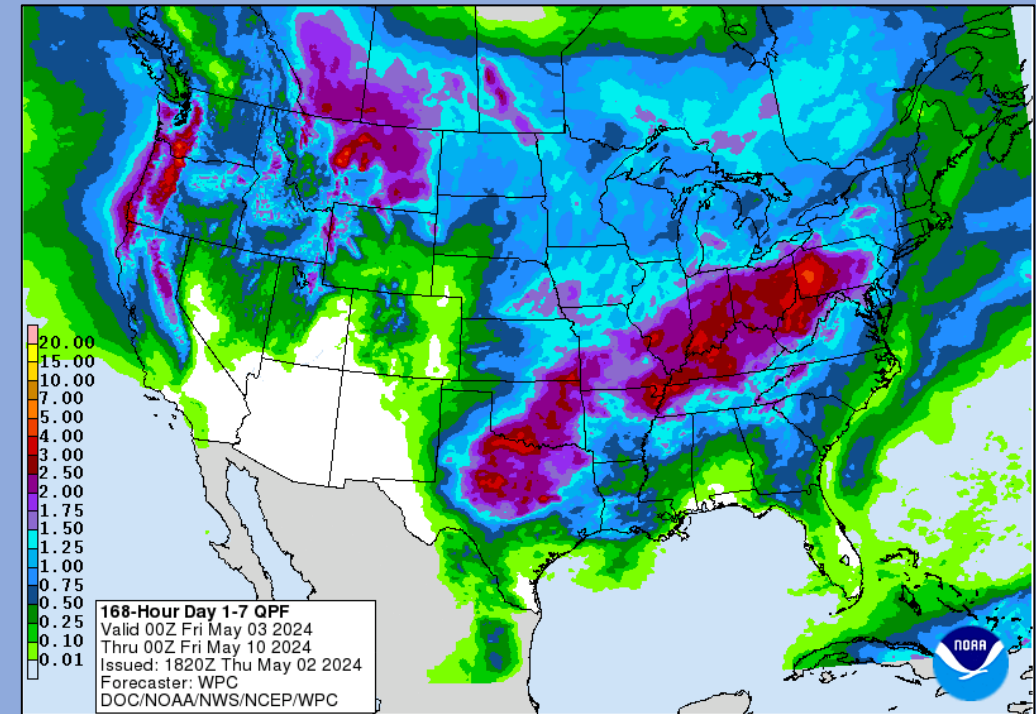 20.00
15.00
10.00
7.00
5.00
4.00
3.00
2.50
2.00
1.75
1.50
1.25
1.00
0.75
0.50
0.25
0.10
0.01
168-Hour Day 1-7 QPF
Valid 00Z Fri May 03 2024
Thru 00Z Fri May 10 2024
Issued: 1820Z Thu May 02 2024
Forecaster: WPC
DOC/NOAA/NWS/NCEP/WPC
NOAA